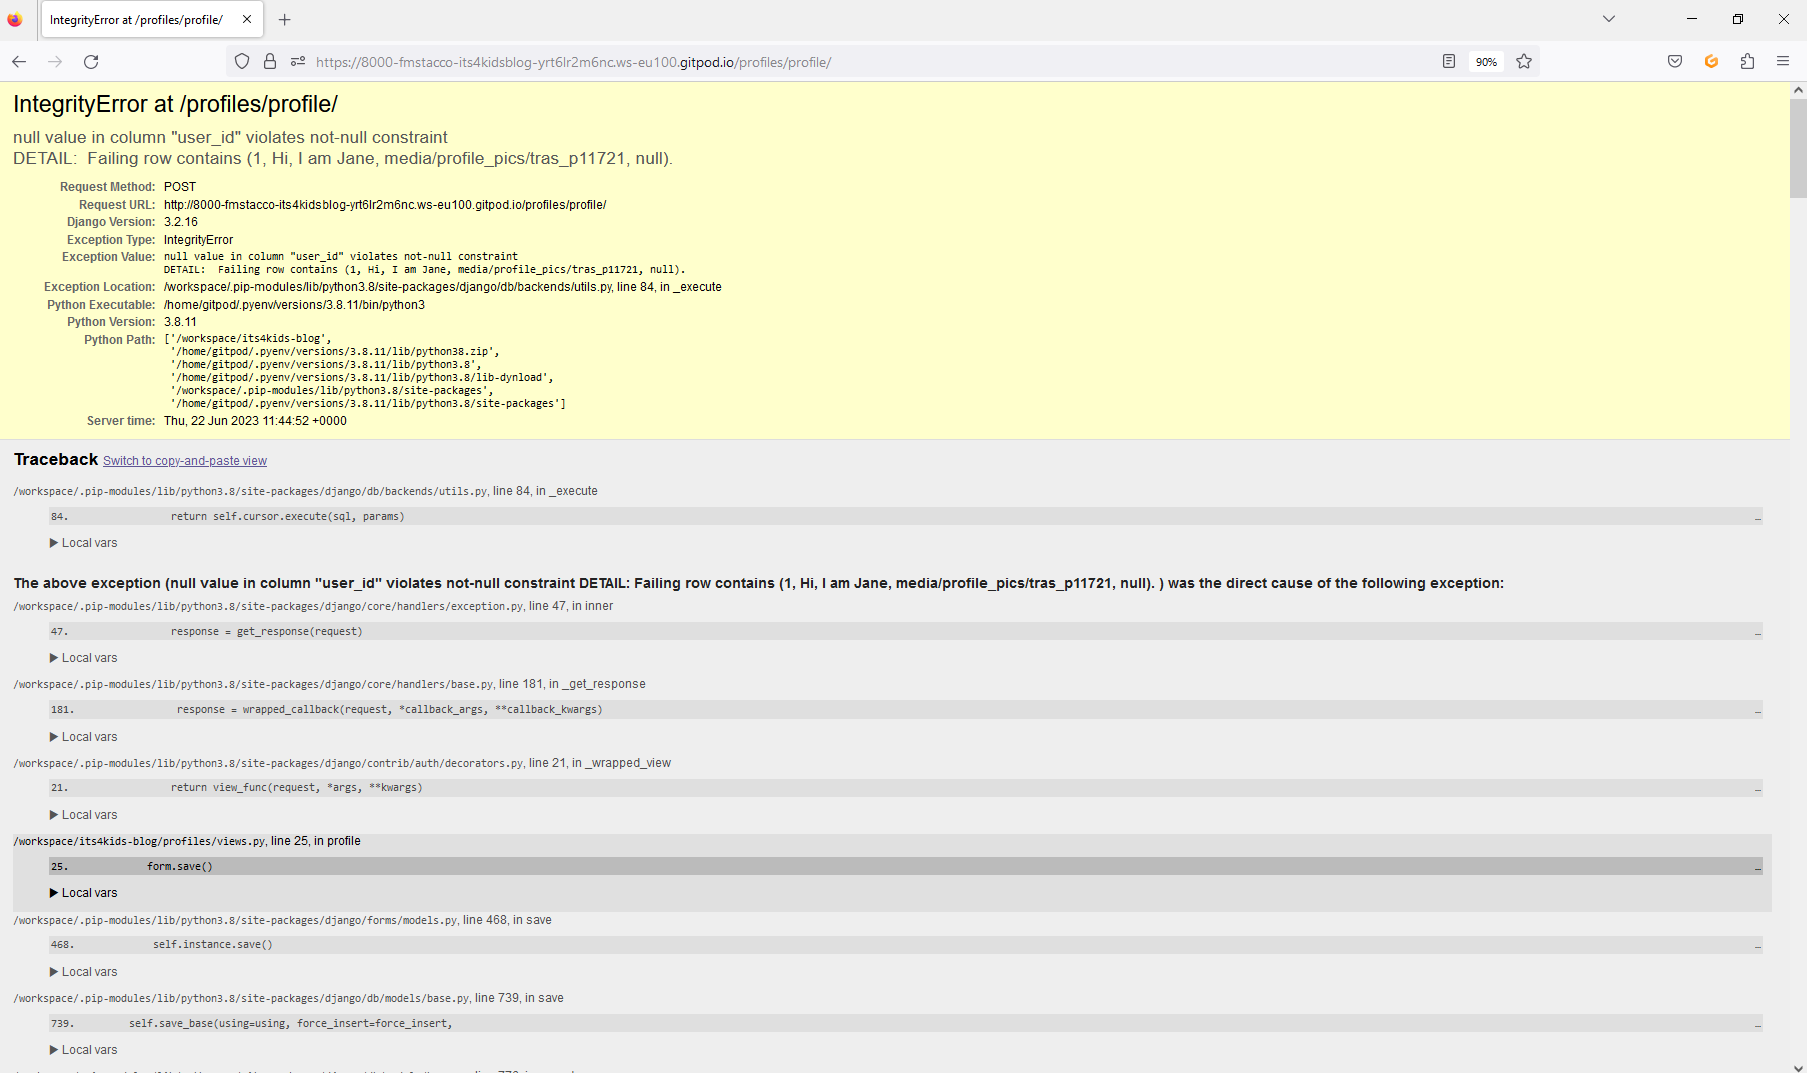 IntegrityError at /profiles/profile/
https://8000-fmstacco-its4kidsblog-yrt6lr2m6nc.ws-eu100.gitpod.io/profiles/profile/
90%
IntegrityError at /profiles/profile/
null value in column "user_id" violates not-null constraint
DETAIL:  Failing row contains (1, Hi, I am Jane, media/profile_pics/tras_p11721, null).
Request Method: POST
Request URL: http://8000-fmstacco-its4kidsblog-yrt6lr2m6nc.ws-eu100.gitpod.io/profiles/profile/
Django Version: 3.2.16
Exception Type: IntegrityError
Exception Value: null value in column "user_id" violates not-null constraint
DETAIL:  Failing row contains (1, Hi, I am Jane, media/profile_pics/tras_p11721, null).
Exception Location: /workspace/.pip-modules/lib/python3.8/site-packages/django/db/backends/utils.py, line 84, in _execute
Python Executable: /home/gitpod/.pyenv/versions/3.8.11/bin/python3
Python Version: 3.8.11
Python Path: ['/workspace/its4kids-blog',
'/home/gitpod/.pyenv/versions/3.8.11/lib/python38.zip',
'/home/gitpod/.pyenv/versions/3.8.11/lib/python3.8',
'/home/gitpod/.pyenv/versions/3.8.11/lib/python3.8/lib-dynload',
'/workspace/.pip-modules/lib/python3.8/site-packages',
'/home/gitpod/.pyenv/versions/3.8.11/lib/python3.8/site-packages']
Server time: Thu, 22 Jun 2023 11:44:52 +0000
Traceback Switch to copy-and-paste view
/workspace/.pip-modules/lib/python3.8/site-packages/django/db/backends/utils.py, line 84, in _execute
84. return self.cursor.execute(sql, params) …
▶ Local vars
The above exception (null value in column "user_id" violates not-null constraint DETAIL: Failing row contains (1, Hi, I am Jane, media/profile_pics/tras_p11721, null). ) was the direct cause of the following exception:
/workspace/.pip-modules/lib/python3.8/site-packages/django/core/handlers/exception.py, line 47, in inner
47. response = get_response(request) …
▶ Local vars
/workspace/.pip-modules/lib/python3.8/site-packages/django/core/handlers/base.py, line 181, in _get_response
181. response = wrapped_callback(request, *callback_args, **callback_kwargs) …
▶ Local vars
/workspace/.pip-modules/lib/python3.8/site-packages/django/contrib/auth/decorators.py, line 21, in _wrapped_view
21. return view_func(request, *args, **kwargs) …
▶ Local vars
/workspace/its4kids-blog/profiles/views.py, line 25, in profile
25. form.save() …
▶ Local vars
/workspace/.pip-modules/lib/python3.8/site-packages/django/forms/models.py, line 468, in save
468. self.instance.save() …
▶ Local vars
/workspace/.pip-modules/lib/python3.8/site-packages/django/db/models/base.py, line 739, in save
739. self.save_base(using=using, force_insert=force_insert, …
▶ Local vars